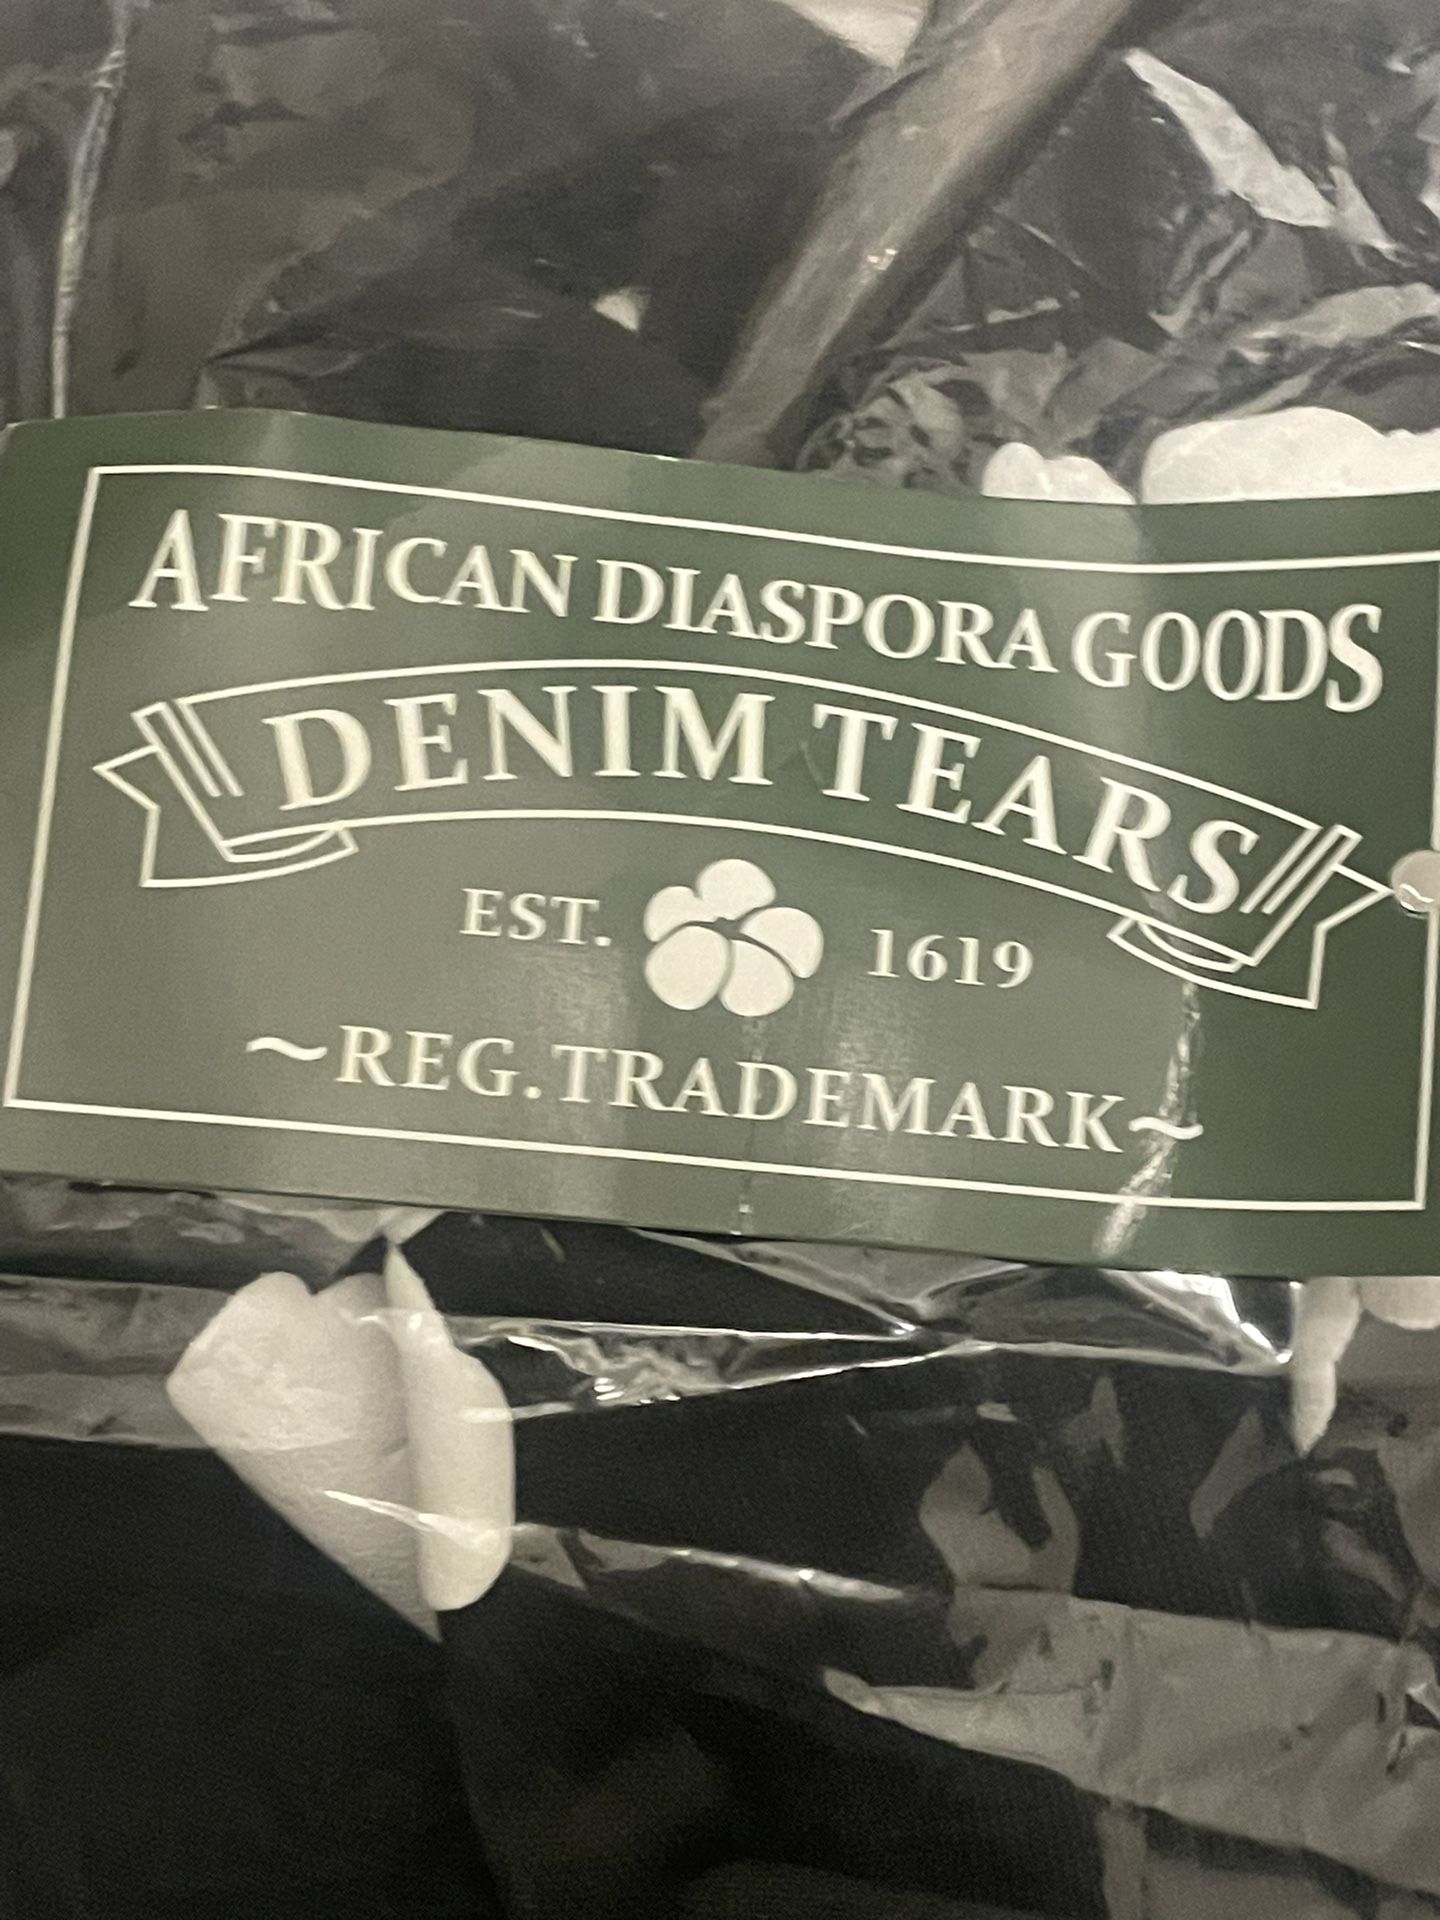 AFRICAN DIASPORA GOODS
DENIM TEARS
EST. 1619
~REG. TRADEMARK~